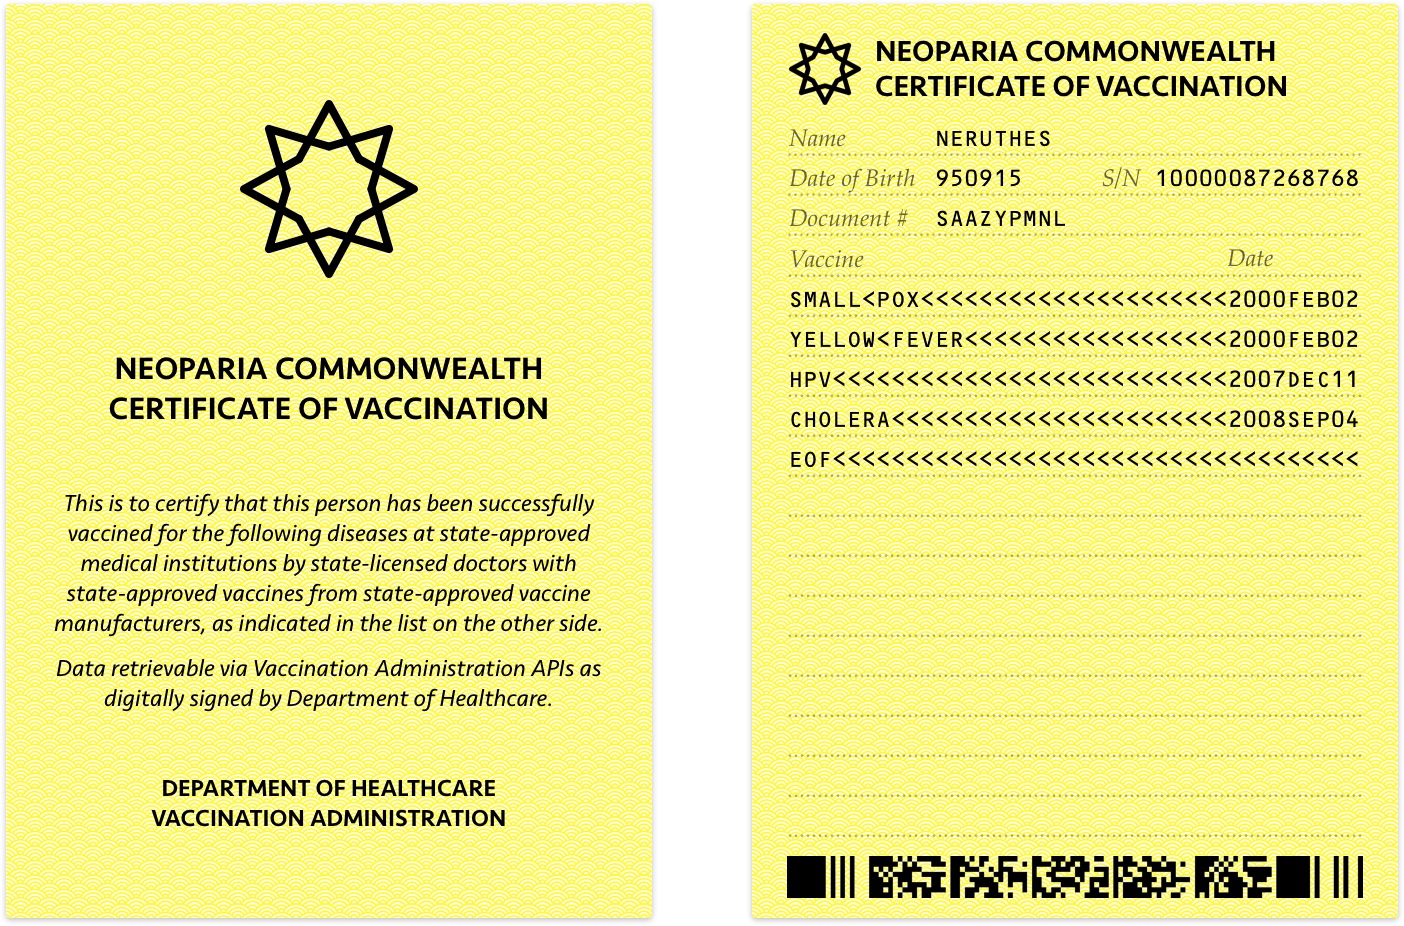 NEOPARIA COMMONWEALTH
CERTIFICATE OF VACCINATION
This is to certify that this person has been successfully
vaccined for the following diseases at state-approved
medical institutions by state-licensed doctors with
state-approved vaccines from state-approved vaccine
manufacturers, as indicated in the list on the other side.
Data retrievable via Vaccination Administration APIs as
digitally signed by Department of Healthcare.
DEPARTMENT OF HEALTHCARE
VACCINATION ADMINISTRATION
NEOPARIA COMMONWEALTH
CERTIFICATE OF VACCINATION
Name NERUTHES
Date of Birth 950915 S/N 10000087268768
Document # SAAZYPMNL
Vaccine Date
SMALL<POX<<<<<<<<<<<<<<<<<<<<<2000FEB02
YELLOW<FEVER<<<<<<<<<<<<<<<<<<2000FEB02
HPV<<<<<<<<<<<<<<<<<<<<<<<<<<<2007DEC11
CHOLERA<<<<<<<<<<<<<<<<<<<<<<<2008SEP04
EOF<<<<<<<<<<<<<<<<<<<<<<<<<<<<<<<<<<<<